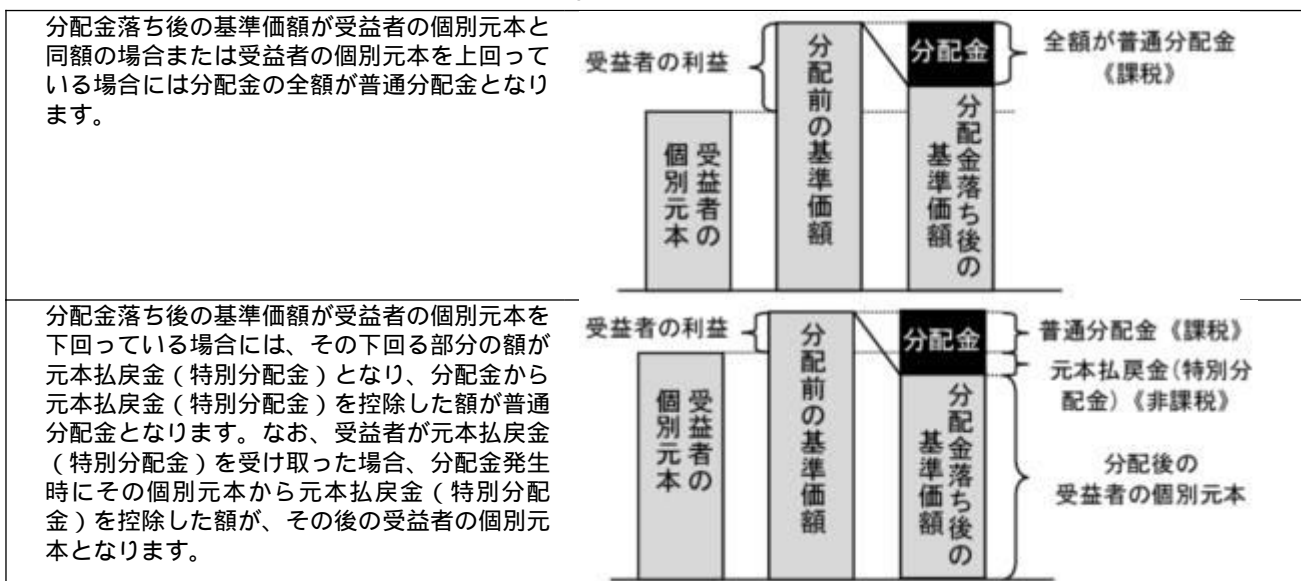 分配金落ち後の基準価額が受益者の個別元本と
同額の場合または受益者の個別元本を上回って
いる場合には分配金の全額が普通分配金となり
ます。
受益者の利益
受益者の
個別元本
分配前の基準価額
分配金
分配金落ち後の
基準価額
全額が普通分配金
《課税》
分配金落ち後の基準価額が受益者の個別元本を
下回っている場合には、その下回る部分の額が
元本払戻金（特別分配金）となり、分配金から
元本払戻金（特別分配金）を控除した額が普通
分配金となります。なお、受益者が元本払戻金
（特別分配金）を受け取った場合、分配金発生
時にその個別元本から元本払戻金（特別分配
金）を控除した額が、その後の受益者の個別元
本となります。
受益者の利益
受益者の
個別元本
分配前の基準価額
分配金
分配金落ち後の
基準価額
普通分配金《課税》
元本払戻金(特別分
配金)《非課税》
分配後の
受益者の個別元本